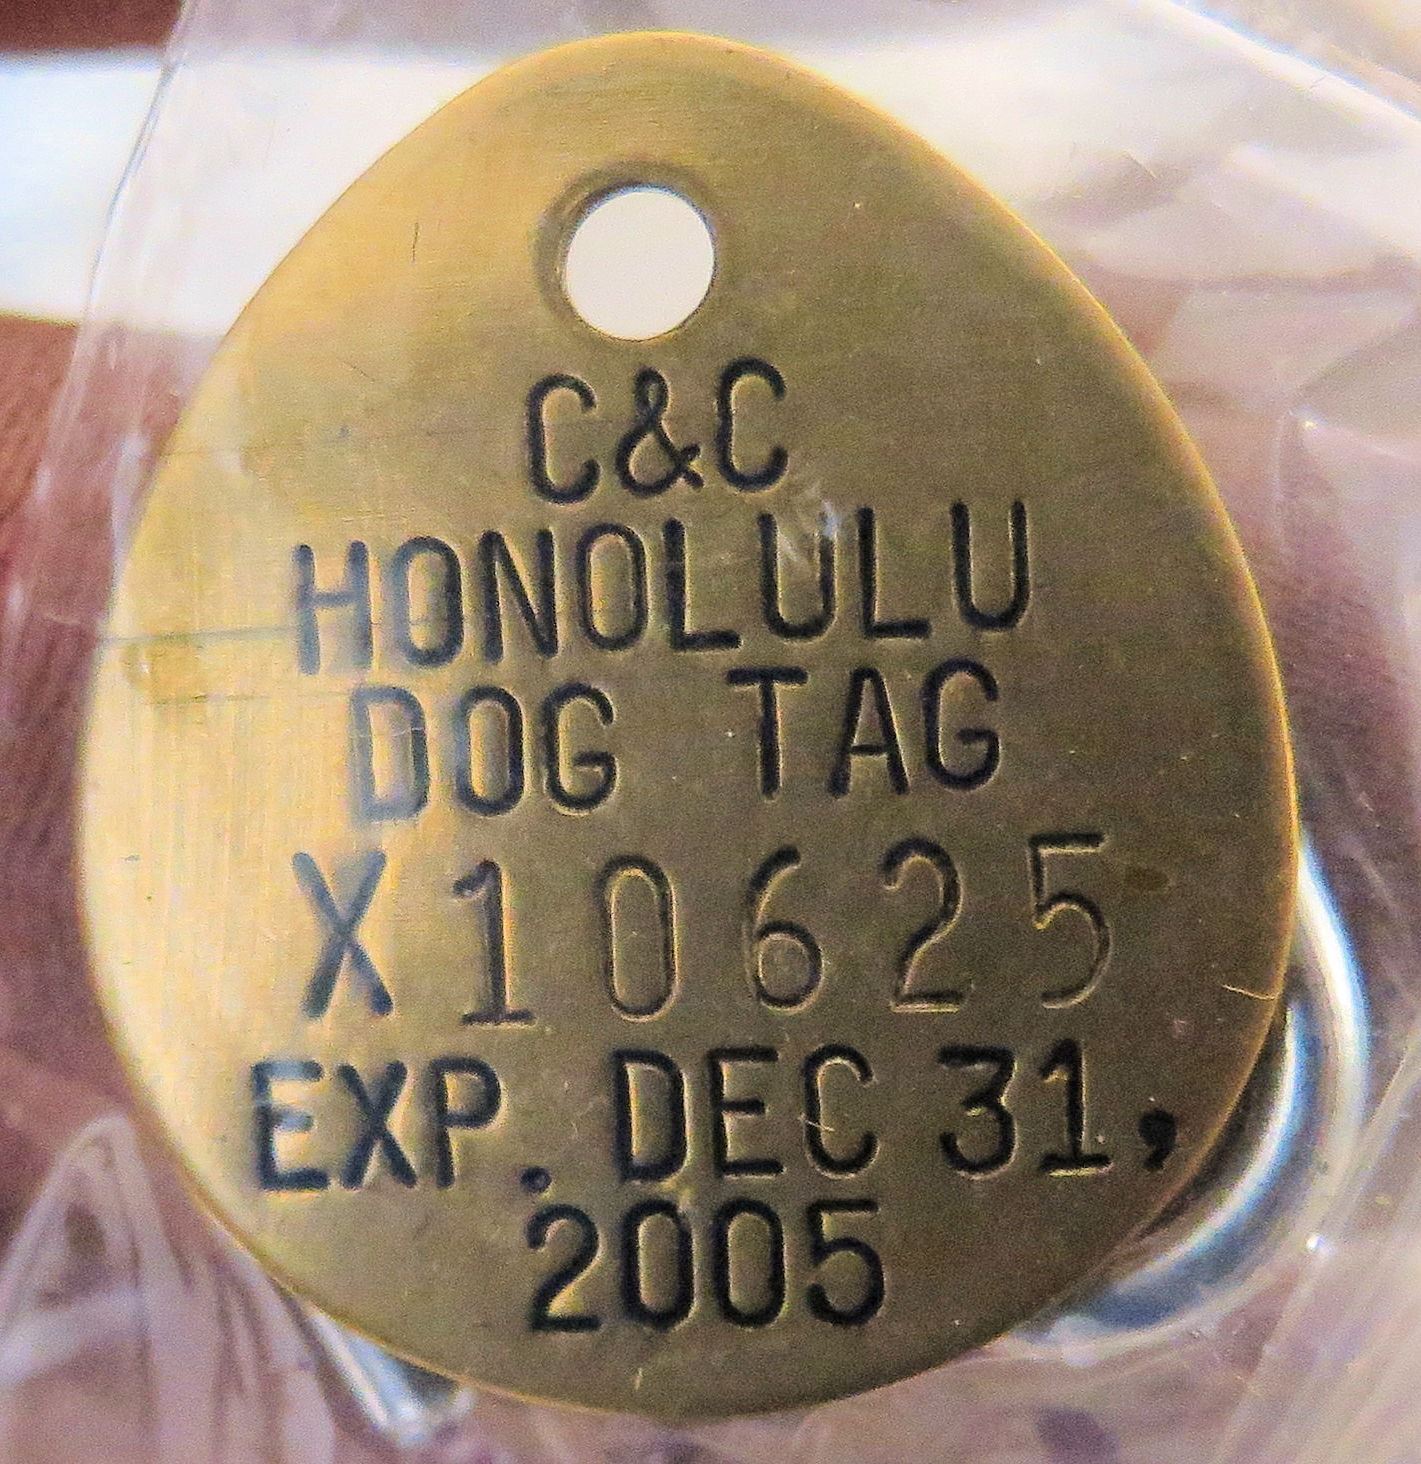 C&C
HONOLULU
DOG TAG
X10625
EXP. DEC 31,
2005